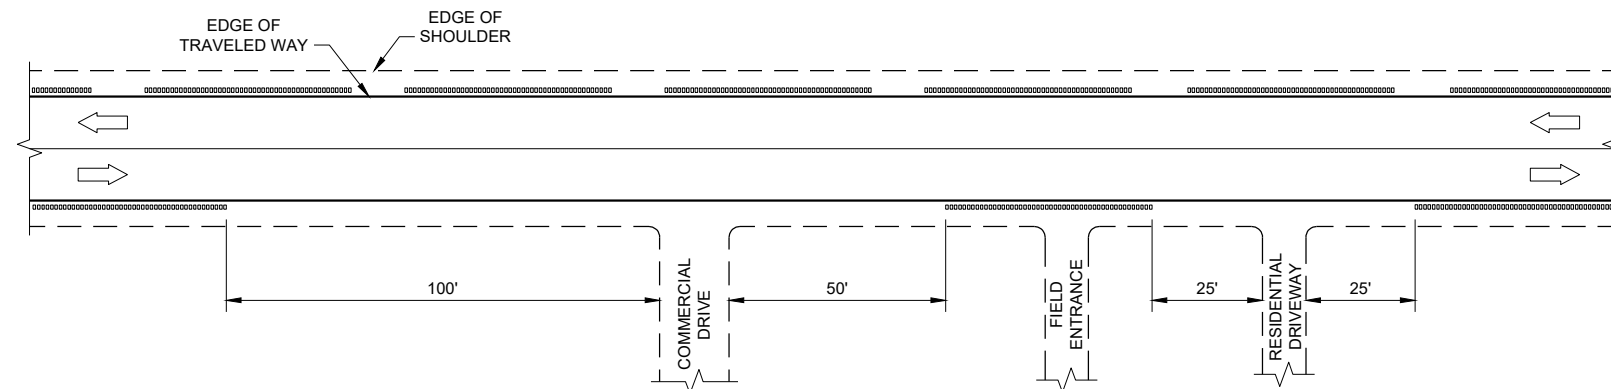 EDGE OF
TRAVELED WAY
EDGE OF
SHOULDER
100'
COMMERCIAL
DRIVE
50'
FIELD
ENTRANCE
25'
RESIDENTIAL
DRIVEWAY
25'